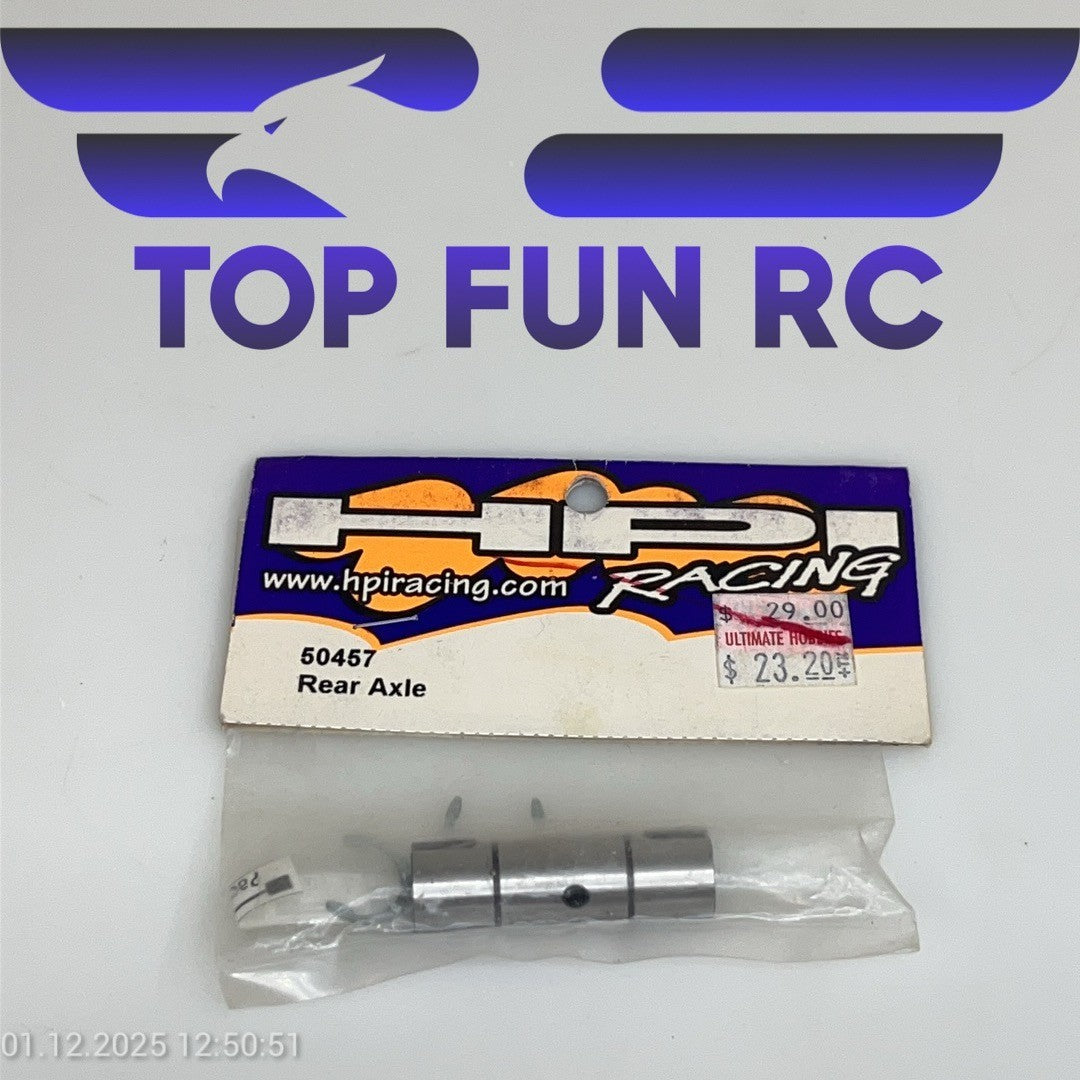 TOP FUN RC
HPI
RACING
www.hpiracing.com
$ 29.00
ULTIMATE HOBBIES
$ 23.20
50457
Rear Axle
01.12.2025 12:50:51